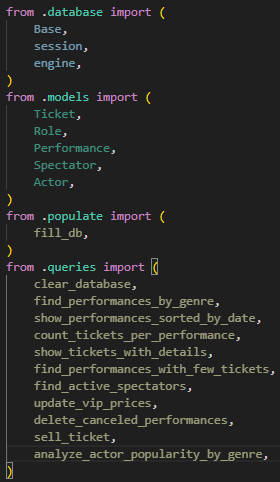 from .database import (
    Base,
    session,
    engine,
)
from .models import (
    Ticket,
    Role,
    Performance,
    Spectator,
    Actor,
)
from .populate import (
    fill_db,
)
from .queries import (
    clear_database,
    find_performances_by_genre,
    show_performances_sorted_by_date,
    count_tickets_per_performance,
    show_tickets_with_details,
    find_performances_with_few_tickets,
    find_active_spectators,
    update_vip_prices,
    delete_canceled_performances,
    sell_ticket,
    analyze_actor_popularity_by_genre,
)